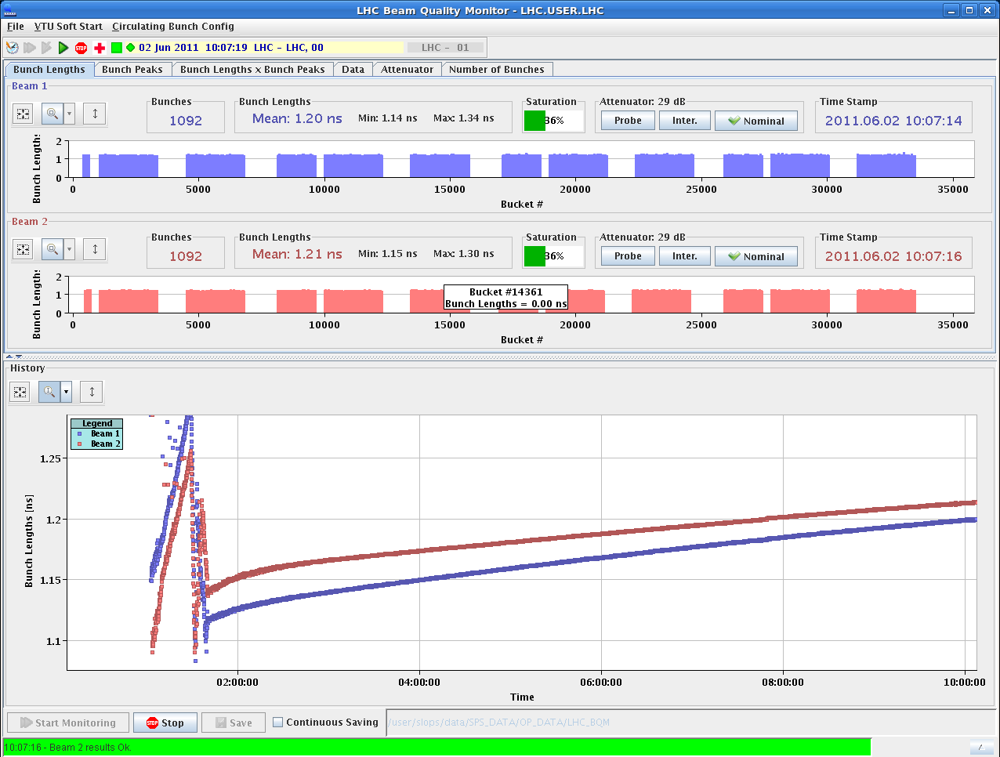 LHC Beam Quality Monitor - LHC.USER.LHC
File VTU Soft Start Circulating Bunch Config
STOP 02 Jun 2011 10:07:19 LHC - LHC, 00 LHC - 01
Bunch Lengths Bunch Peaks Bunch Lengths x Bunch Peaks Data Attenuator Number of Bunches
Beam 1
Bunches Bunch Lengths Saturation Attenuator: 29 dB Time Stamp
1092 Mean: 1.20 ns Min: 1.14 ns Max: 1.34 ns 36% Probe Inter. Nominal 2011.06.02 10:07:14
Bunch Lengths
2
1
0
0 5000 10000 15000 20000 25000 30000 35000
Bucket #
Beam 2
Bunches Bunch Lengths Saturation Attenuator: 29 dB Time Stamp
1092 Mean: 1.21 ns Min: 1.15 ns Max: 1.30 ns 36% Probe Inter. Nominal 2011.06.02 10:07:16
Bunch Lengths
2
1
0
Bucket #14361
Bunch Lengths = 0.00 ns
0 5000 10000 15000 20000 25000 30000 35000
Bucket #
History
Legend
Beam 1
Beam 2
Bunch Lengths [ns]
1.25
1.2
1.15
1.1
02:00:00 04:00:00 06:00:00 08:00:00 10:00:00
Time
Start Monitoring STOP Stop Save Continuous Saving /user/slops/data/SPS_DATA/OP_DATA/LHC_BQM
10:07:16 - Beam 2 results Ok.